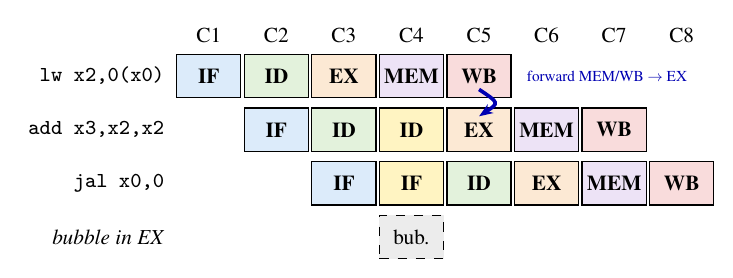 C1 C2 C3 C4 C5 C6 C7 C8
lw x2,0(x0) IF ID EX MEM WB forward MEM/WB → EX
add x3,x2,x2 IF ID ID EX MEM WB
jal x0,0 IF IF ID EX MEM WB
bubble in EX bub.